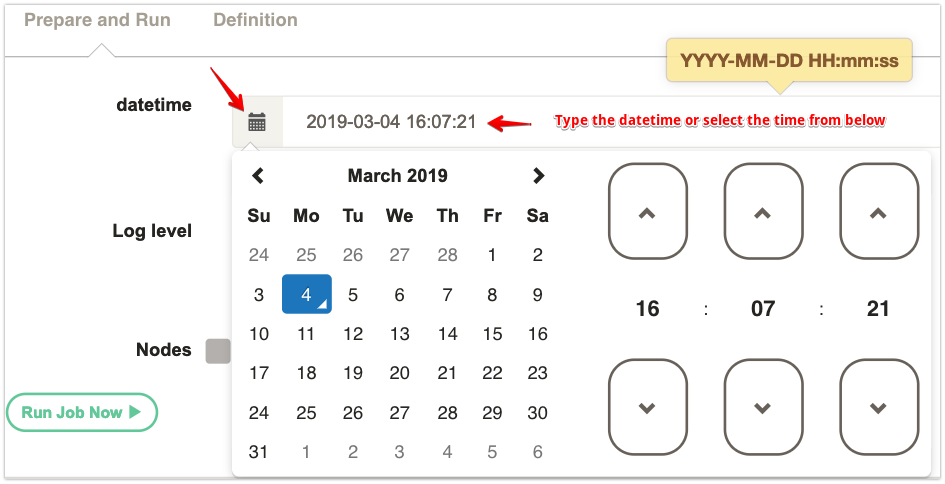 Prepare and Run Definition
YYYY-MM-DD HH:mm:ss
datetime
2019-03-04 16:07:21
Type the datetime or select the time from below
March 2019
Su Mo Tu We Th Fr Sa
24 25 26 27 28 1 2
3 4 5 6 7 8 9
10 11 12 13 14 15 16
17 18 19 20 21 22 23
24 25 26 27 28 29 30
31 1 2 3 4 5 6
16 : 07 : 21
Log level
Nodes
Run Job Now